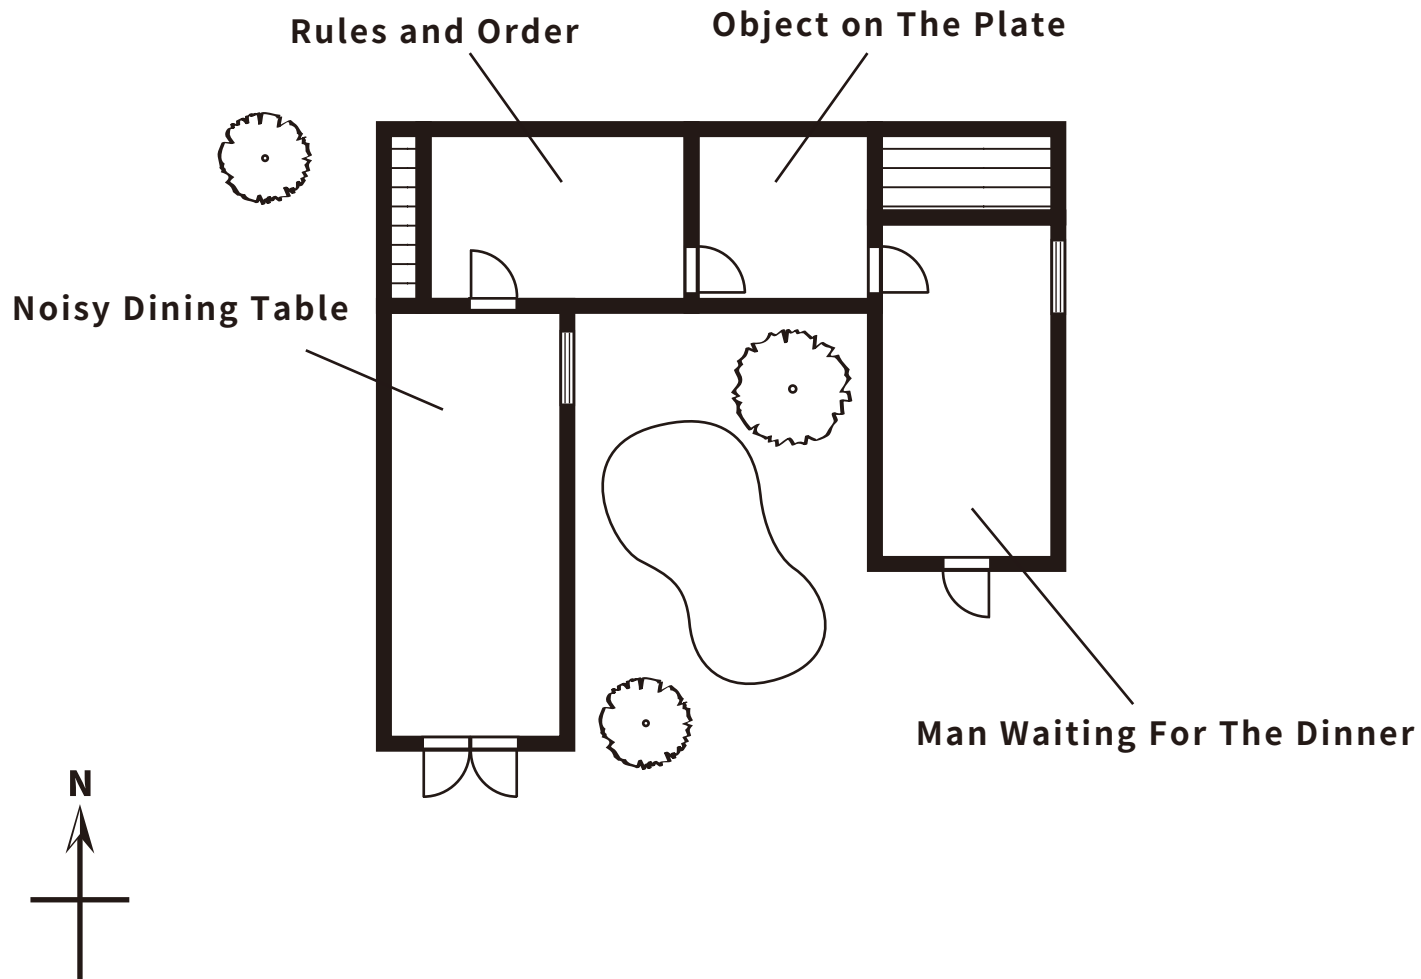 Rules and Order
Object on The Plate
Noisy Dining Table
Man Waiting For The Dinner
N